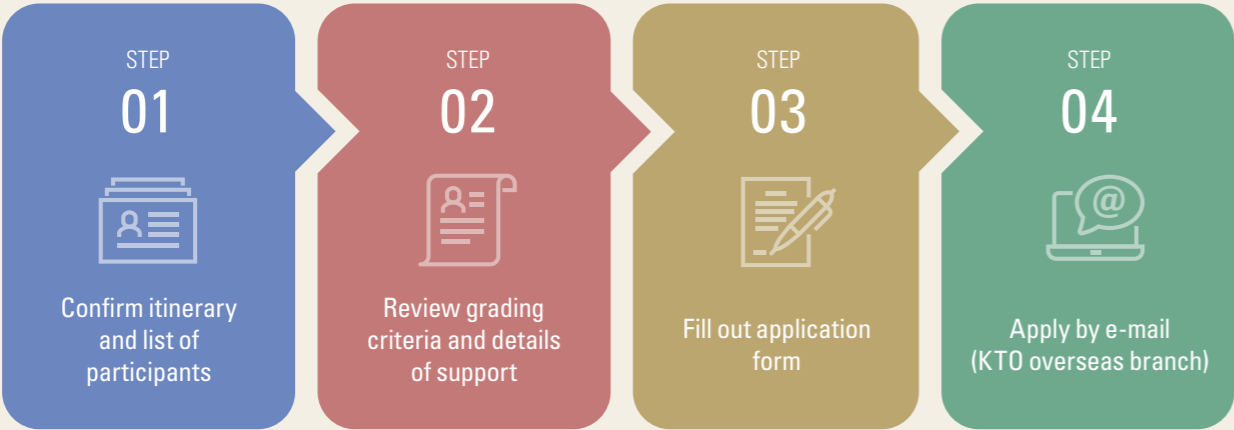 STEP
01
Confirm itinerary
and list of
participants
STEP
02
Review grading
criteria and details
of support
STEP
03
Fill out application
form
STEP
04
@
Apply by e-mail
(KTO overseas branch)